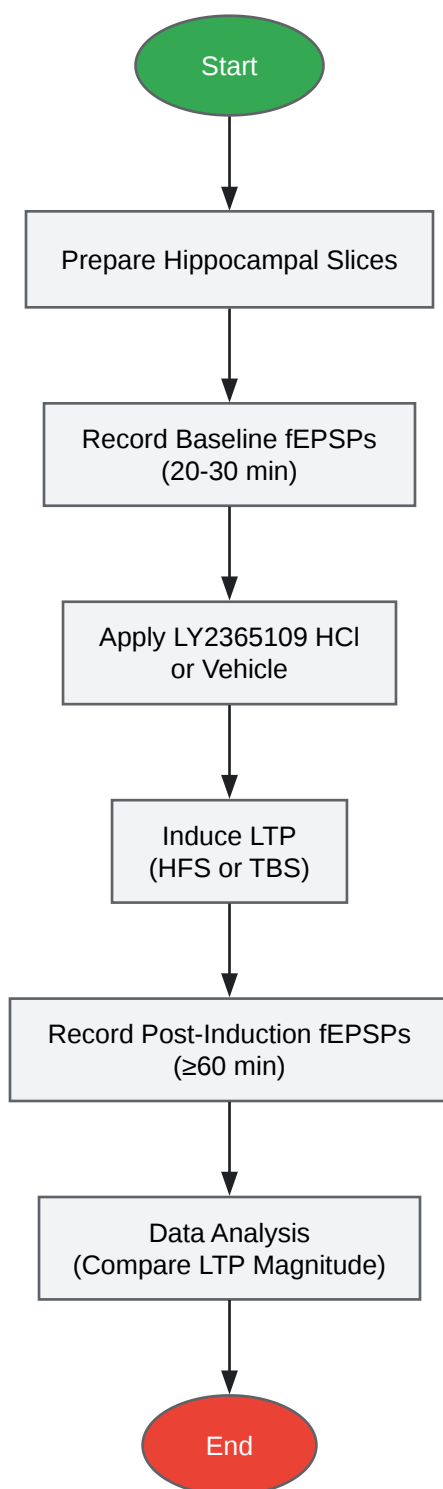 Start
Prepare Hippocampal Slices
Record Baseline fEPSPs
(20-30 min)
Apply LY2365109 HCl
or Vehicle
Induce LTP
(HFS or TBS)
Record Post-Induction fEPSPs
(≥60 min)
Data Analysis
(Compare LTP Magnitude)
End